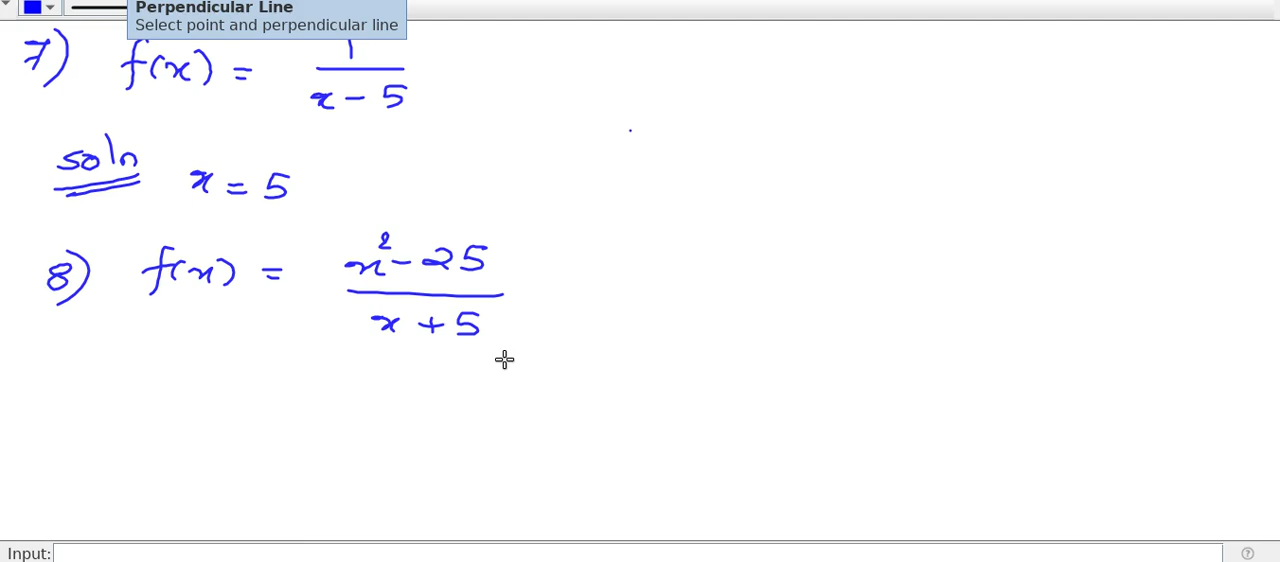 Perpendicular Line
Select point and perpendicular line
7) f(x) = 1/(x - 5)
soln x = 5
8) f(x) = (x² - 25)/(x + 5)
Input: